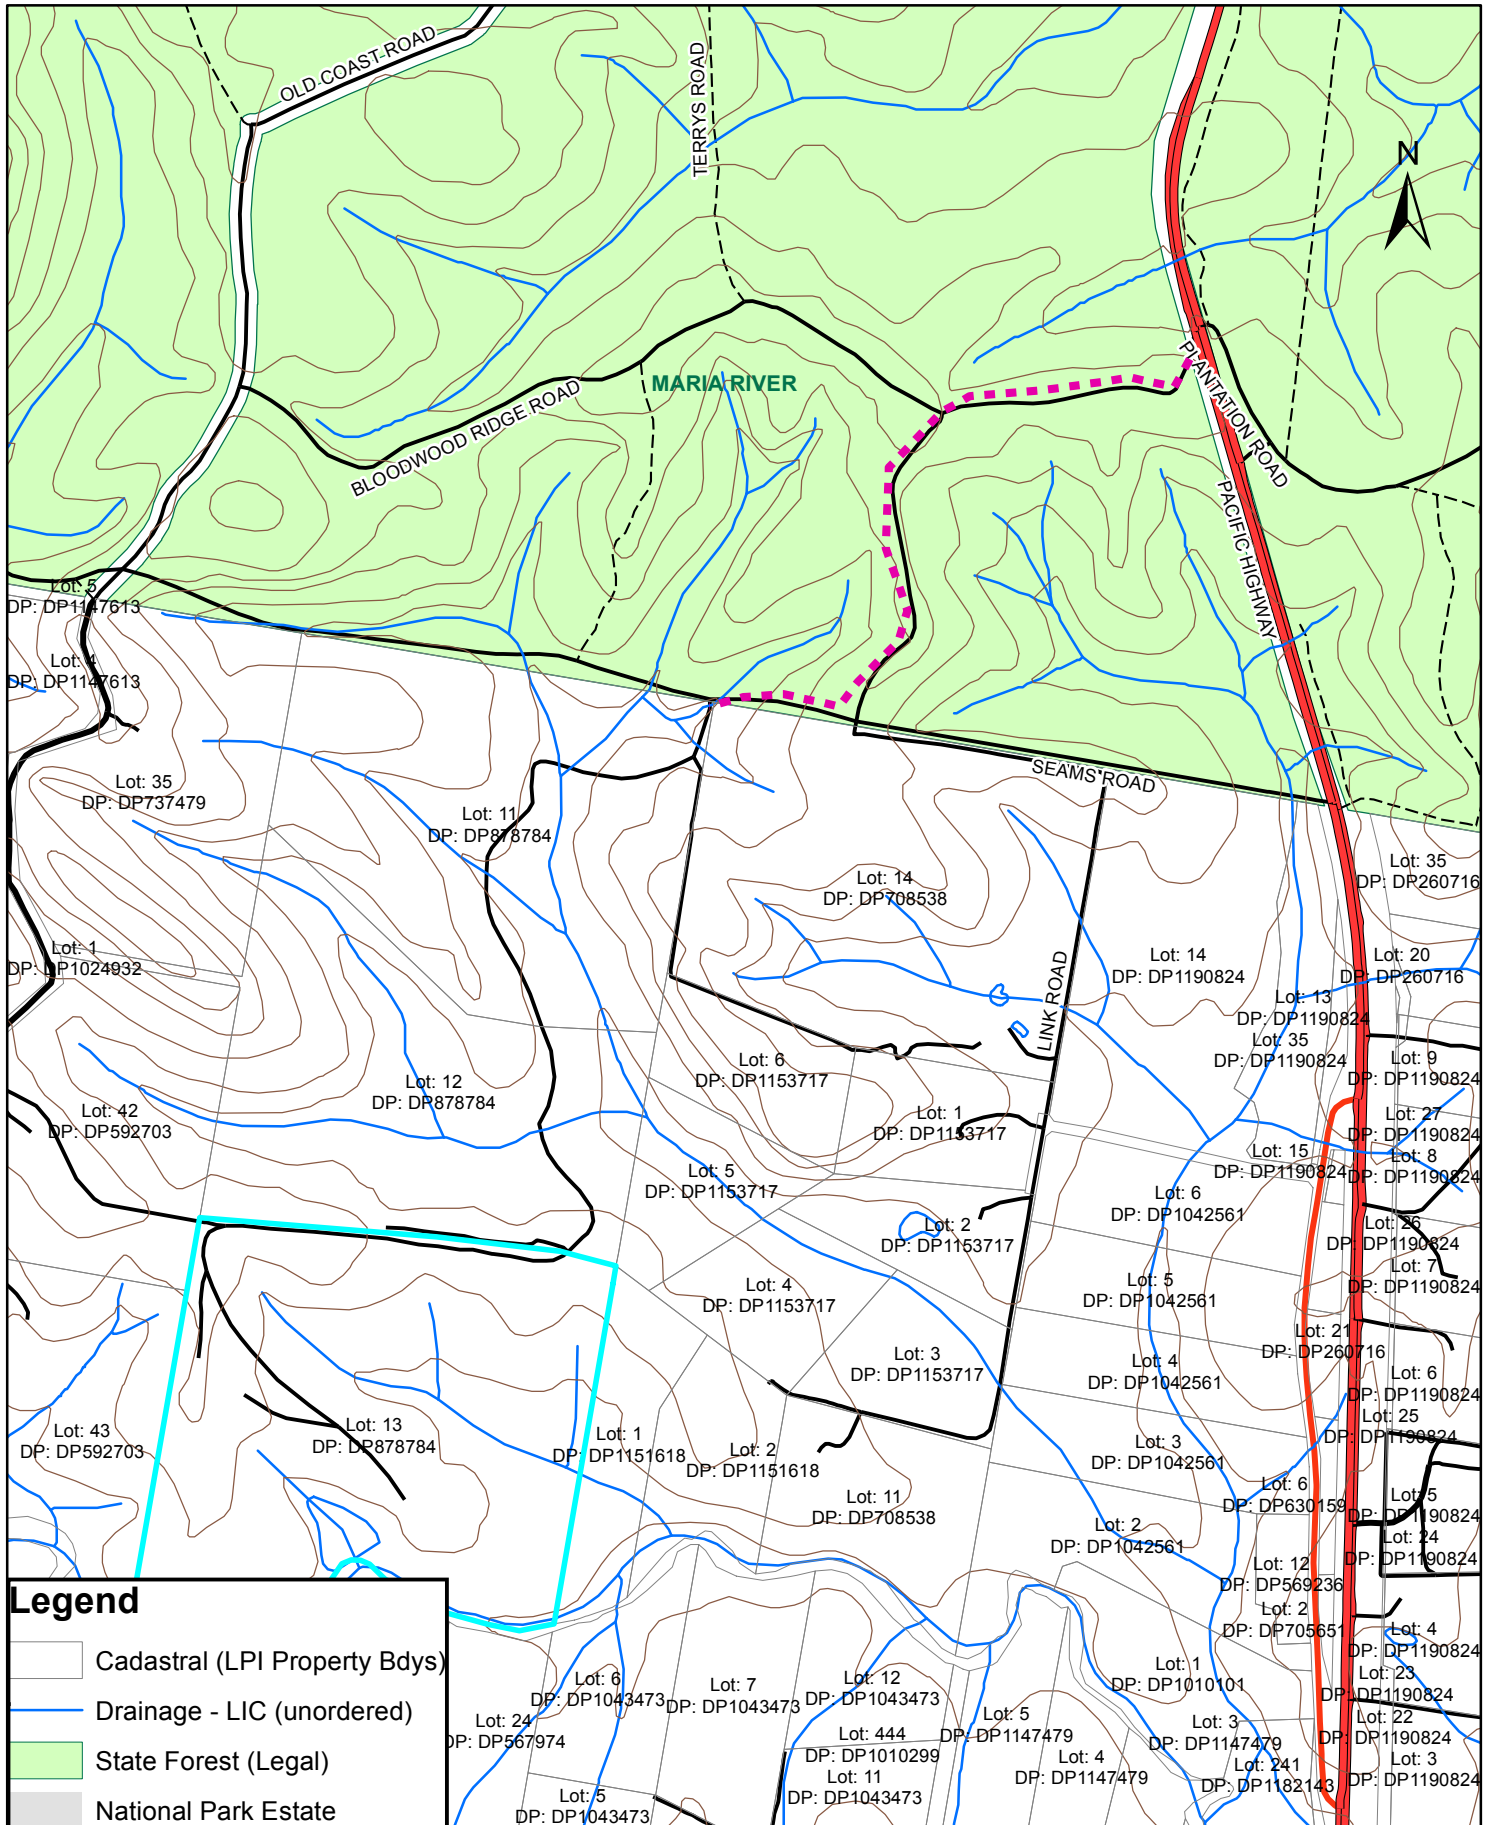 OLD COAST ROAD
TERRYS ROAD
N
MARIA RIVER
BLOODWOOD RIDGE ROAD
PLANTATION ROAD
PACIFIC HIGHWAY
Lot: 5
DP: DP1147613
Lot: 4
DP: DP1147613
SEAMS ROAD
Lot: 35
DP: DP737479
Lot: 11
DP: DP878784
Lot: 14
DP: DP708538
Lot: 35
DP: DP260716
Lot: 1
DP: DP1024932
LINK ROAD
Lot: 14
DP: DP1190824
Lot: 20
DP: DP260716
Lot: 13
DP: DP1190824
Lot: 35
DP: DP1190824
Lot: 9
DP: DP1190824
Lot: 6
DP: DP1153717
Lot: 12
DP: DP878784
Lot: 42
DP: DP592703
Lot: 1
DP: DP1153717
Lot: 27
DP: DP1190824
Lot: 15
DP: DP1190824
Lot: 8
DP: DP1190824
Lot: 5
DP: DP1153717
Lot: 6
DP: DP1042561
Lot: 2
DP: DP1153717
Lot: 26
DP: DP1190824
Lot: 7
DP: DP1190824
Lot: 4
DP: DP1153717
Lot: 5
DP: DP1042561
Lot: 21
DP: DP260716
Lot: 3
DP: DP1153717
Lot: 4
DP: DP1042561
Lot: 6
DP: DP1190824
Lot: 43
DP: DP592703
Lot: 13
DP: DP878784
Lot: 1
DP: DP1151618
Lot: 2
DP: DP1151618
Lot: 3
DP: DP1042561
Lot: 25
DP: DP1190824
Lot: 11
DP: DP708538
Lot: 6
DP: DP630159
Lot: 5
DP: DP1190824
Lot: 2
DP: DP1042561
Lot: 24
DP: DP1190824
Lot: 12
DP: DP569236
Lot: 2
DP: DP705651
Lot: 4
DP: DP1190824
Legend
Cadastral (LPI Property Bdys)
Drainage - LIC (unordered)
State Forest (Legal)
National Park Estate
Lot: 6
DP: DP1043473
Lot: 7
DP: DP1043473
Lot: 12
DP: DP1043473
Lot: 1
DP: DP1010101
Lot: 23
DP: DP1190824
Lot: 24
DP: DP567974
Lot: 444
DP: DP1010299
Lot: 5
DP: DP1147479
Lot: 3
DP: DP1147479
Lot: 22
DP: DP1190824
Lot: 11
DP: DP1043473
Lot: 4
DP: DP1147479
Lot: 241
DP: DP1182143
Lot: 3
DP: DP1190824
Lot: 5
DP: DP1043473